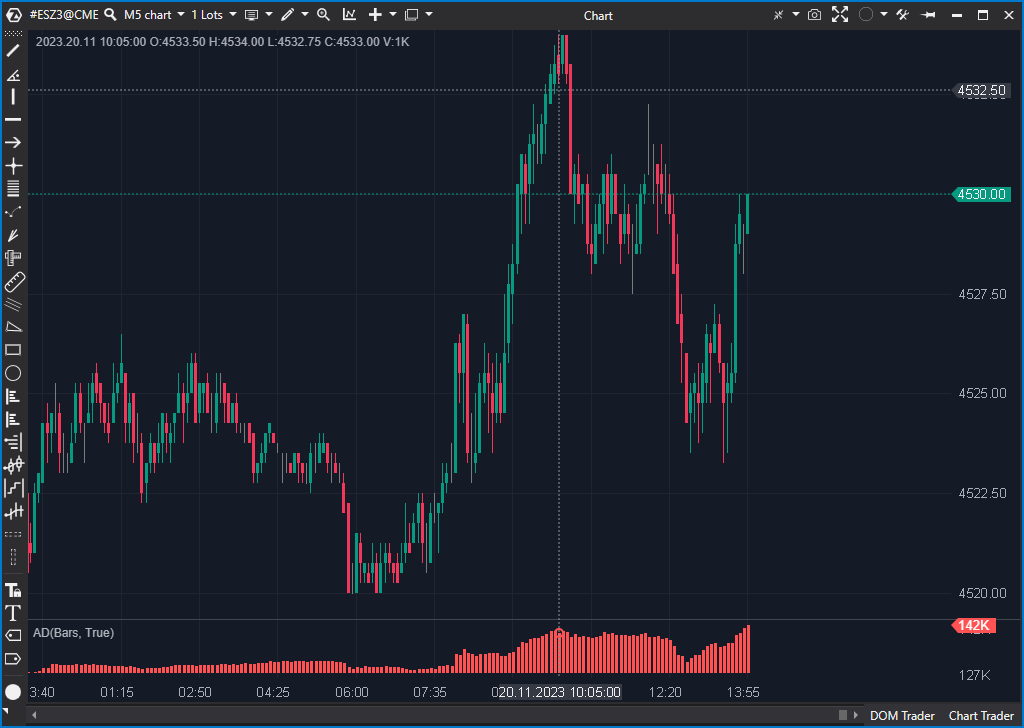 #ESZ3@CME M5 chart 1 Lots Chart
2023.20.11 10:05:00 O:4533.50 H:4534.00 L:4532.75 C:4533.00 V:1K
4532.50
4530.00
4527.50
4525.00
4522.50
4520.00
142K
AD(Bars, True)
127K
3:40 01:15 02:50 04:25 06:00 07:35 20.11.2023 10:05:00 12:20 13:55
DOM Trader Chart Trader